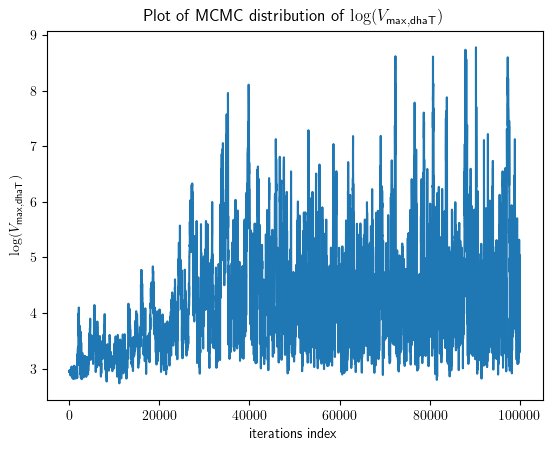 Plot of MCMC distribution of log(V_max,dhaT)
log(V_max,dhaT)
9
8
7
6
5
4
3
0 20000 40000 60000 80000 100000
iterations index